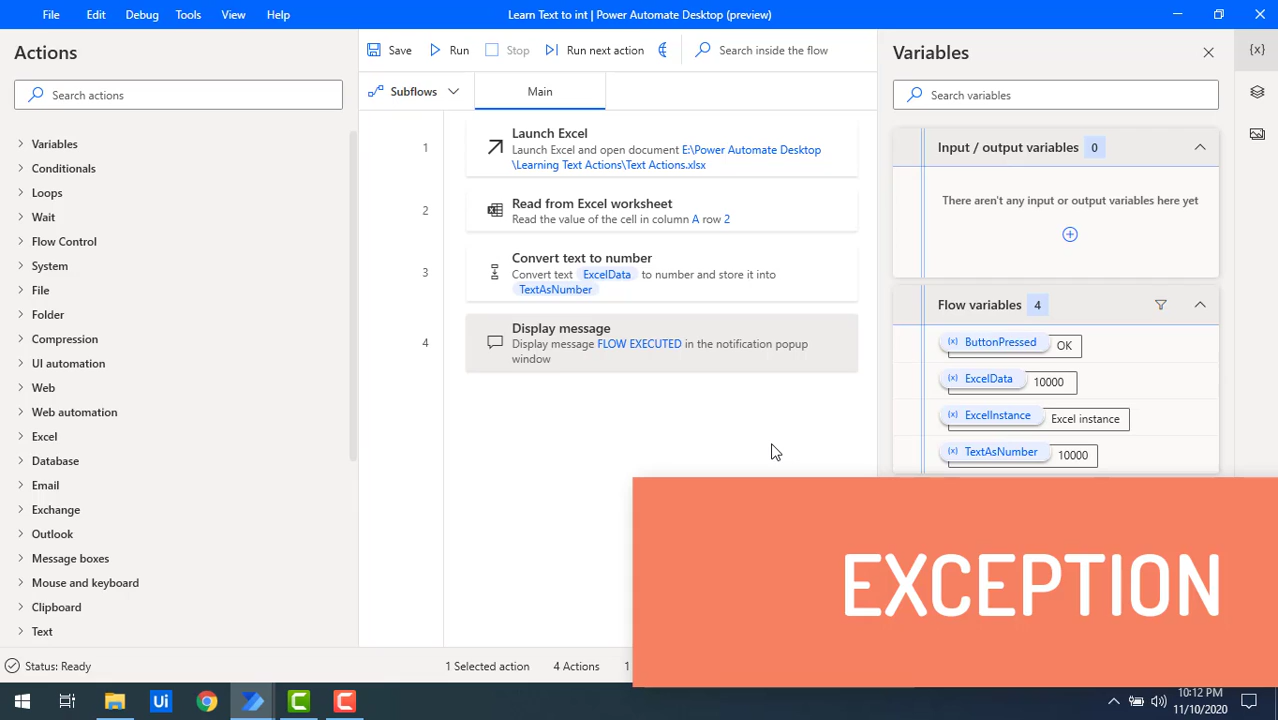 File Edit Debug Tools View Help
Learn Text to int | Power Automate Desktop (preview)
Actions
Search actions
Variables
Conditionals
Loops
Wait
Flow Control
System
File
Folder
Compression
UI automation
Web
Web automation
Excel
Database
Email
Exchange
Outlook
Message boxes
Mouse and keyboard
Clipboard
Text
Save Run Stop Run next action Search inside the flow
Subflows Main
1
Launch Excel
Launch Excel and open document E:\Power Automate Desktop
\Learning Text Actions\Text Actions.xlsx
2
Read from Excel worksheet
Read the value of the cell in column A row 2
3
Convert text to number
Convert text ExcelData to number and store it into
TextAsNumber
4
Display message
Display message FLOW EXECUTED in the notification popup
window
Variables
{x}
Search variables
Input / output variables 0
There aren't any input or output variables here yet
Flow variables 4
(x) ButtonPressed OK
(x) ExcelData 10000
(x) ExcelInstance Excel instance
(x) TextAsNumber 10000
EXCEPTION
Status: Ready
1 Selected action 4 Actions 1
Ui
10:12 PM
11/10/2020